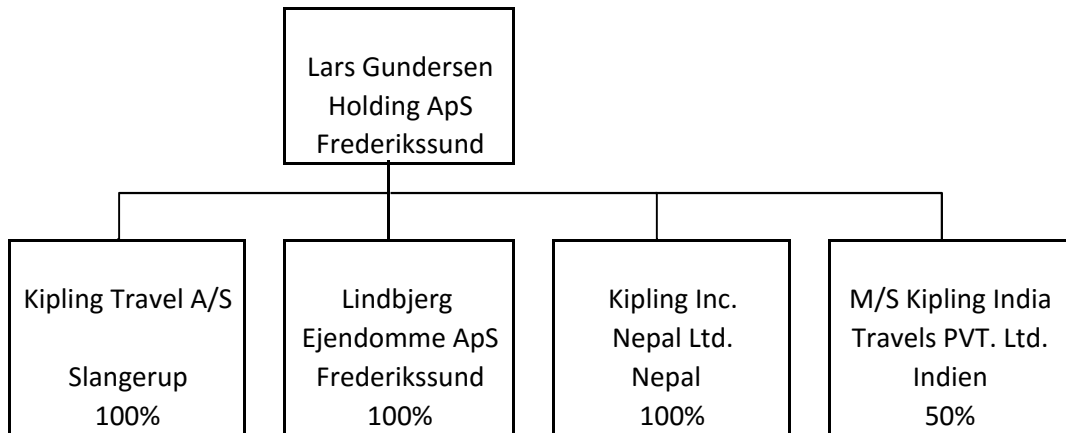 Lars Gundersen
Holding ApS
Frederikssund
Kipling Travel A/S
Slangerup
100%
Lindbjerg
Ejendomme ApS
Frederikssund
100%
Kipling Inc.
Nepal Ltd.
Nepal
100%
M/S Kipling India
Travels PVT. Ltd.
Indien
50%